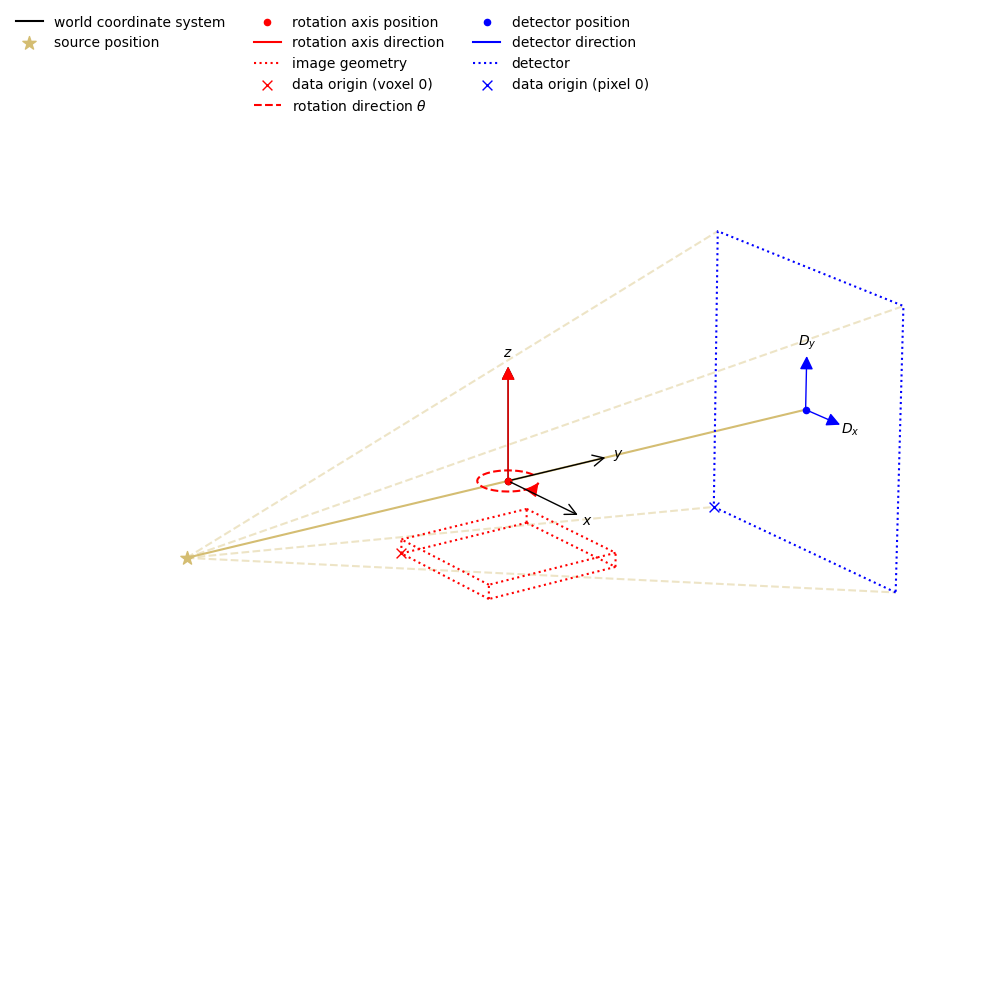 world coordinate system
source position
rotation axis position
rotation axis direction
image geometry
data origin (voxel 0)
rotation direction θ
detector position
detector direction
detector
data origin (pixel 0)
z
y
x
D_y
D_x